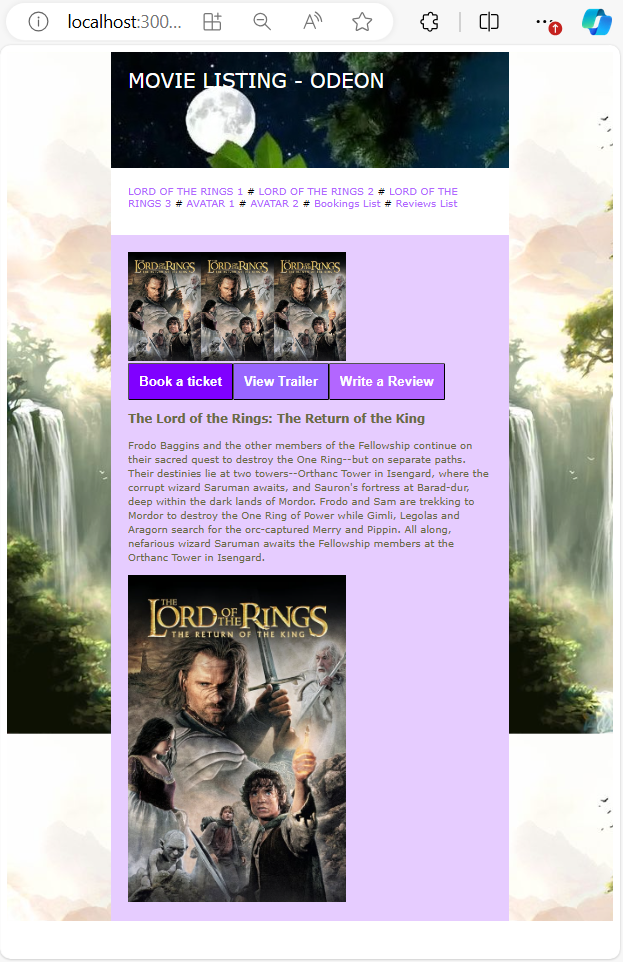 localhost:300...
MOVIE LISTING - ODEON
LORD OF THE RINGS 1 # LORD OF THE RINGS 2 # LORD OF THE
RINGS 3 # AVATAR 1 # AVATAR 2 # Bookings List # Reviews List
THE LORD OF THE RINGS THE LORD OF THE RINGS THE LORD OF THE RINGS
Book a ticket View Trailer Write a Review
The Lord of the Rings: The Return of the King
Frodo Baggins and the other members of the Fellowship continue on
their sacred quest to destroy the One Ring--but on separate paths.
Their destinies lie at two towers--Orthanc Tower in Isengard, where the
corrupt wizard Saruman awaits, and Sauron's fortress at Barad-dur,
deep within the dark lands of Mordor. Frodo and Sam are trekking to
Mordor to destroy the One Ring of Power while Gimli, Legolas and
Aragorn search for the orc-captured Merry and Pippin. All along,
nefarious wizard Saruman awaits the Fellowship members at the
Orthanc Tower in Isengard.
THE
LORD OF THE RINGS
THE RETURN OF THE KING